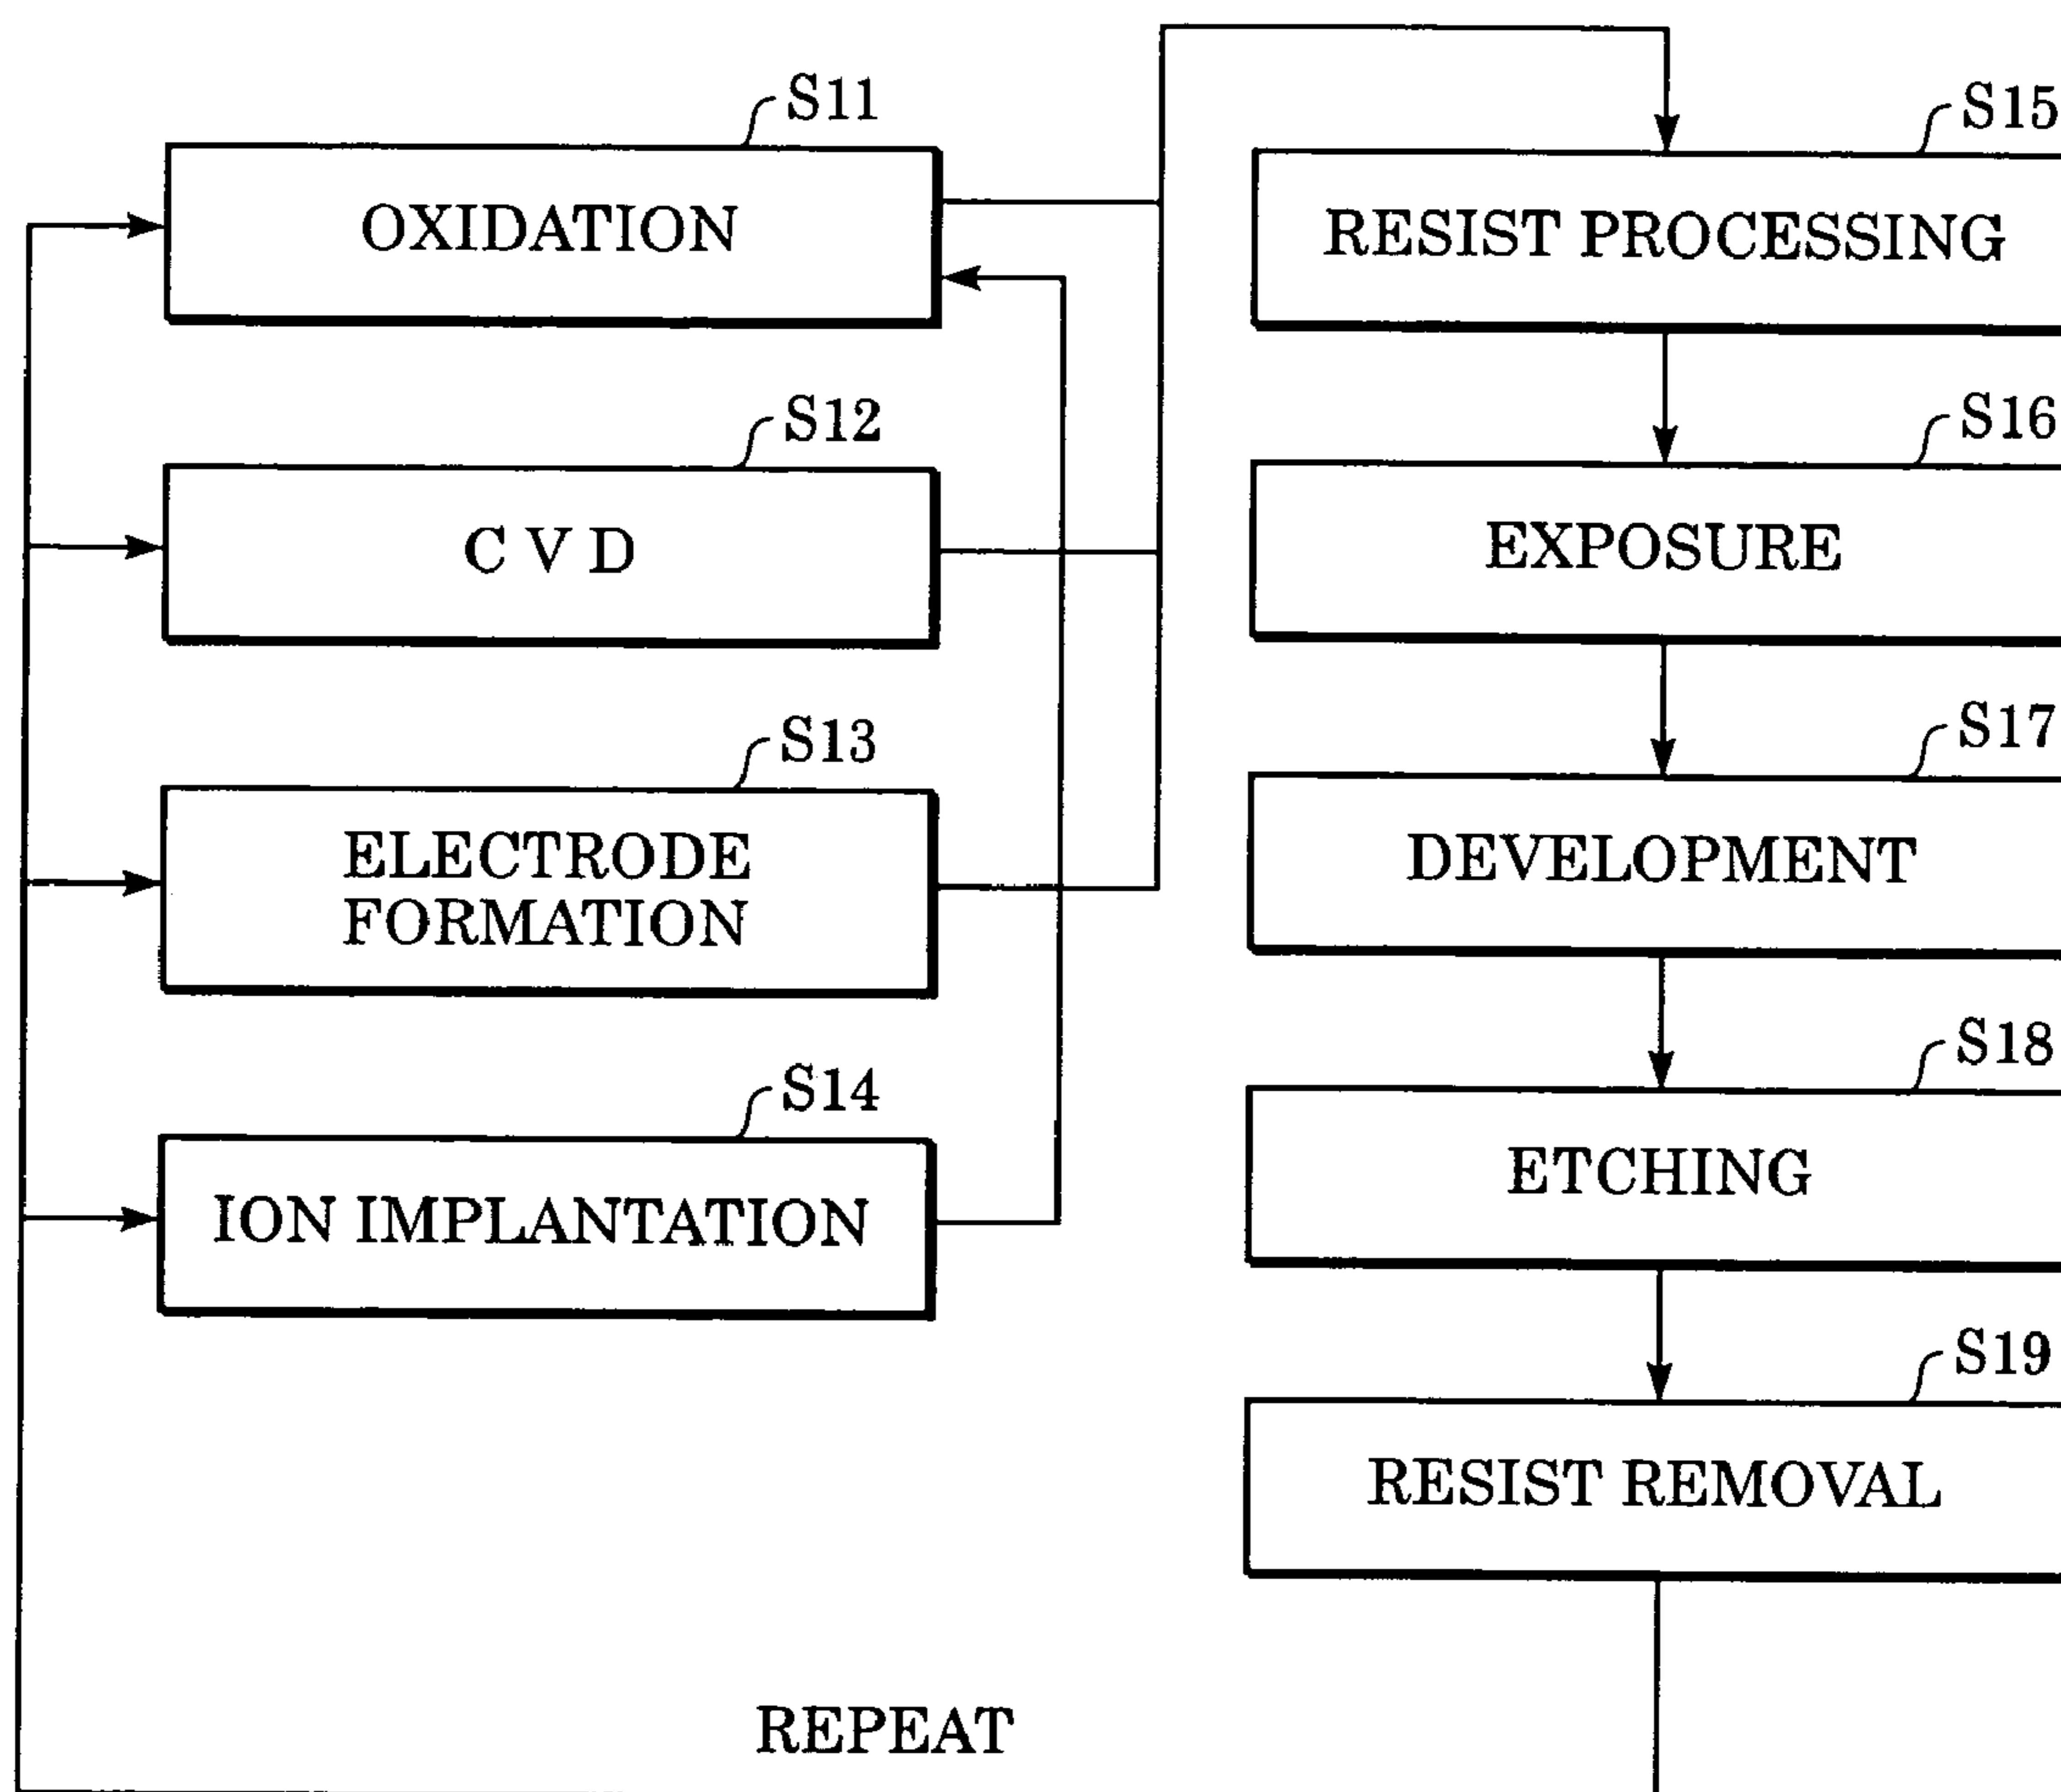 S11
OXIDATION
S12
C V D
S13
ELECTRODE
FORMATION
S14
ION IMPLANTATION
S15
RESIST PROCESSING
S16
EXPOSURE
S17
DEVELOPMENT
S18
ETCHING
S19
RESIST REMOVAL
REPEAT